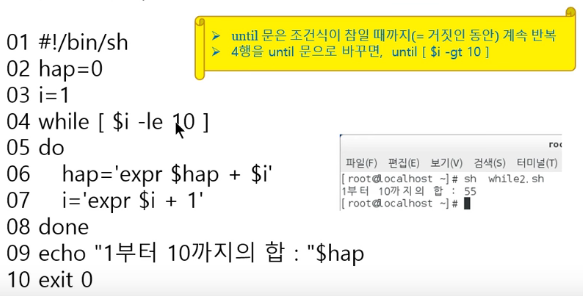 until 문은 조건식이 참일 때까지(= 거짓인 동안) 계속 반복
4행을 until 문으로 바꾸면, until [ $i -gt 10 ]
01 #!/bin/sh
02 hap=0
03 i=1
04 while [ $i -le 10 ]
05 do
06 hap='expr $hap + $i'
07 i='expr $i + 1'
08 done
09 echo "1부터 10까지의 합 : "$hap
10 exit 0
roo
파일(F) 편집(E) 보기(V) 검색(S) 터미널(T)
[root@localhost ~]# sh while2.sh
1부터 10까지의 합 : 55
[root@localhost ~]#